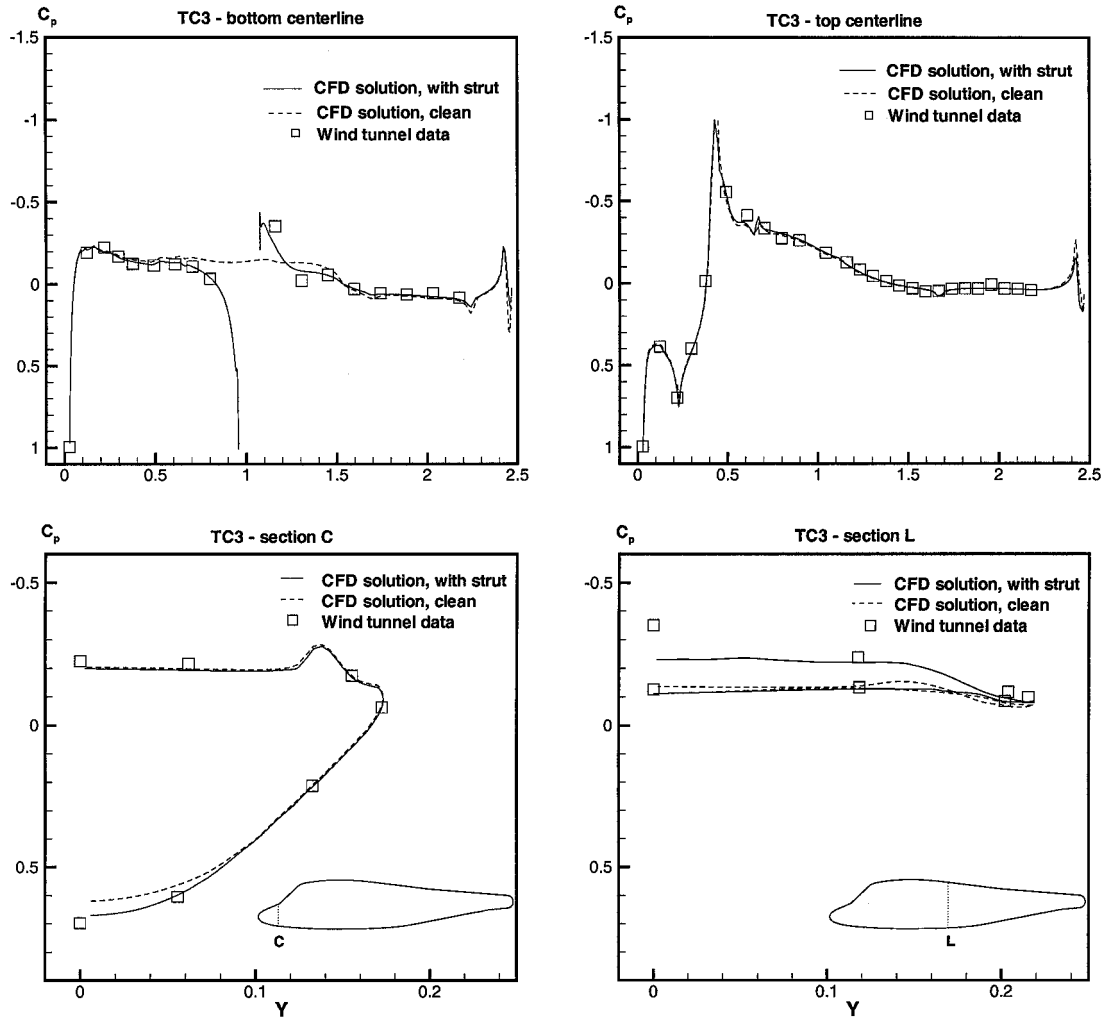 Cp
TC3 - bottom centerline
-1.5
-1
-0.5
0
0.5
1
CFD solution, with strut
CFD solution, clean
Wind tunnel data
0 0.5 1 1.5 2 2.5
Cp
TC3 - top centerline
-1.5
-1
-0.5
0
0.5
1
CFD solution, with strut
CFD solution, clean
Wind tunnel data
0 0.5 1 1.5 2 2.5
Cp
TC3 - section C
-0.5
0
0.5
CFD solution, with strut
CFD solution, clean
Wind tunnel data
C
0 0.1 0.2
Y
Cp
TC3 - section L
-0.5
0
0.5
CFD solution, with strut
CFD solution, clean
Wind tunnel data
L
0 0.1 0.2
Y